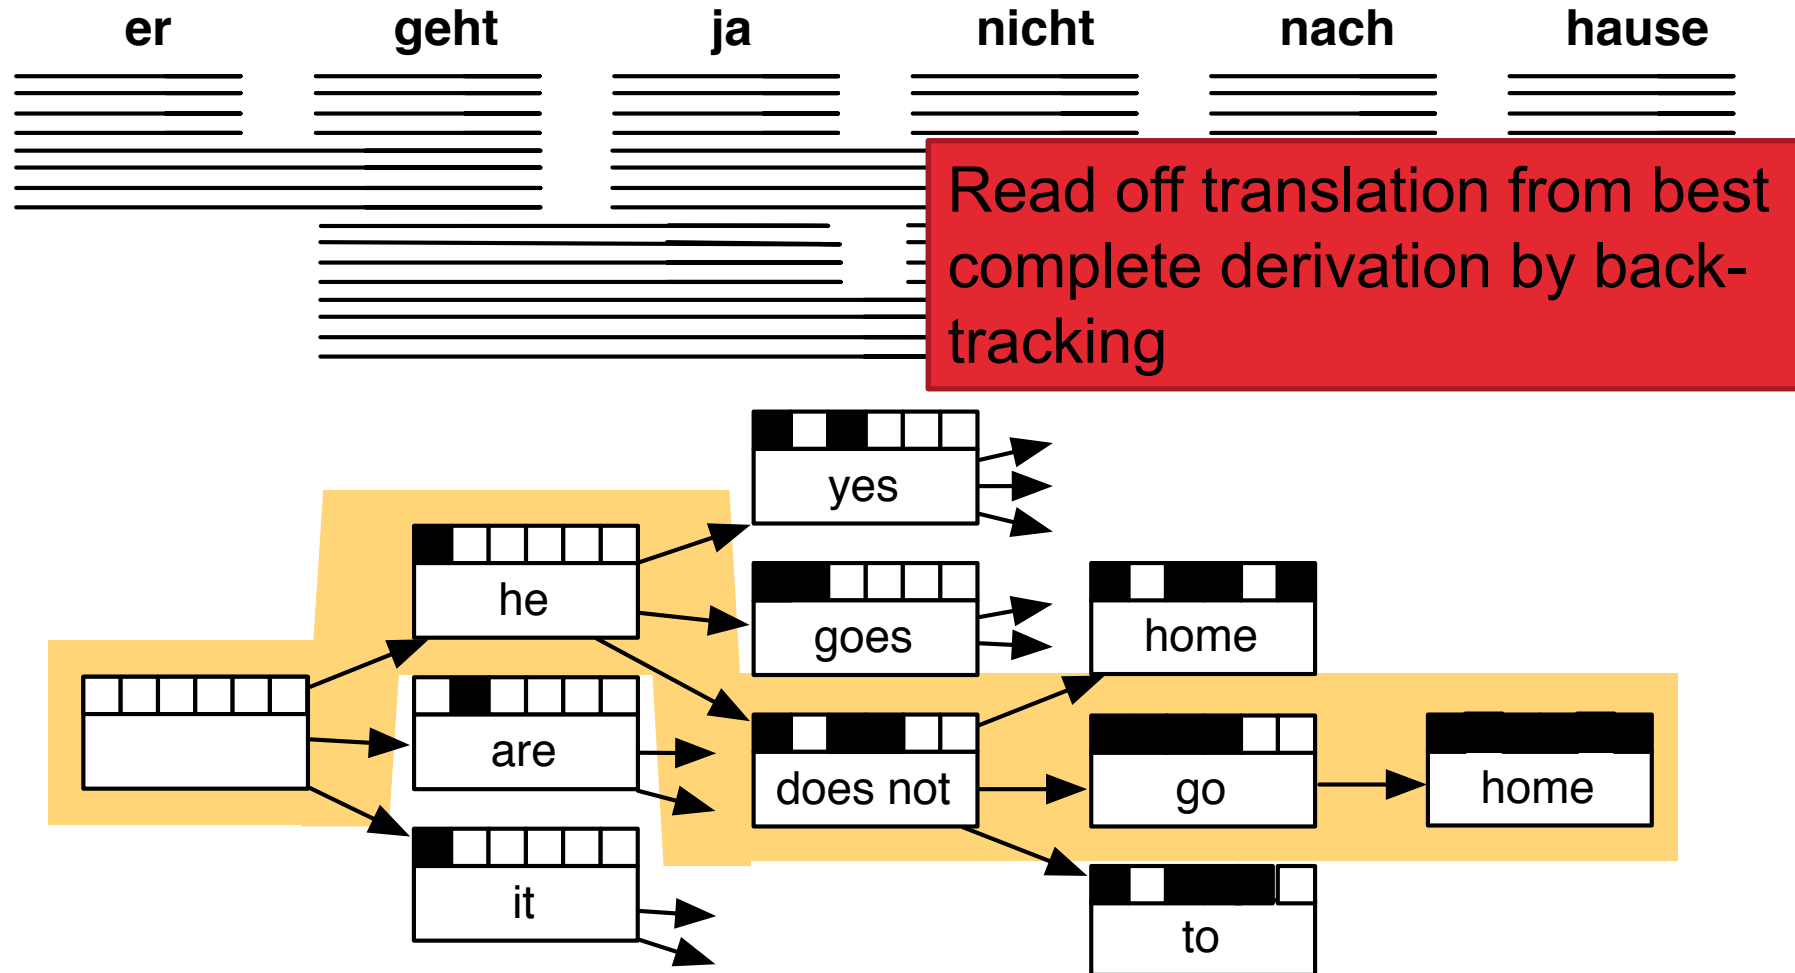 er geht ja nicht nach hause
Read off translation from best
complete derivation by back-
tracking
yes
he
goes
home
are
does not
go
home
it
to